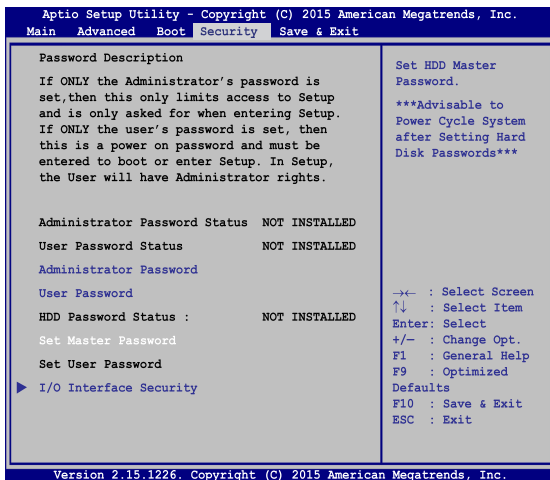 Aptio Setup Utility - Copyright (C) 2015 American Megatrends, Inc.
Main Advanced Boot Security Save & Exit
Password Description
If ONLY the Administrator's password is
set,then this only limits access to Setup
and is only asked for when entering Setup.
If ONLY the user's password is set, then
this is a power on password and must be
entered to boot or enter Setup. In Setup,
the User will have Administrator rights.
Administrator Password Status NOT INSTALLED
User Password Status NOT INSTALLED
Administrator Password
User Password
HDD Password Status : NOT INSTALLED
Set Master Password
Set User Password
I/O Interface Security
Set HDD Master
Password.
***Advisable to
Power Cycle System
after Setting Hard
Disk Passwords***
→← : Select Screen
↑↓ : Select Item
Enter: Select
+/— : Change Opt.
F1 : General Help
F9 : Optimized
Defaults
F10 : Save & Exit
ESC : Exit
Version 2.15.1226. Copyright (C) 2015 American Megatrends, Inc.